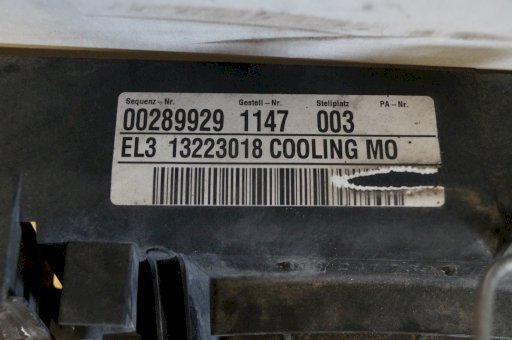 Sequenz-Nr. Gestell-Nr. Stellplatz PA-Nr.
00289929 1147 003
EL3 13223018 COOLING MO